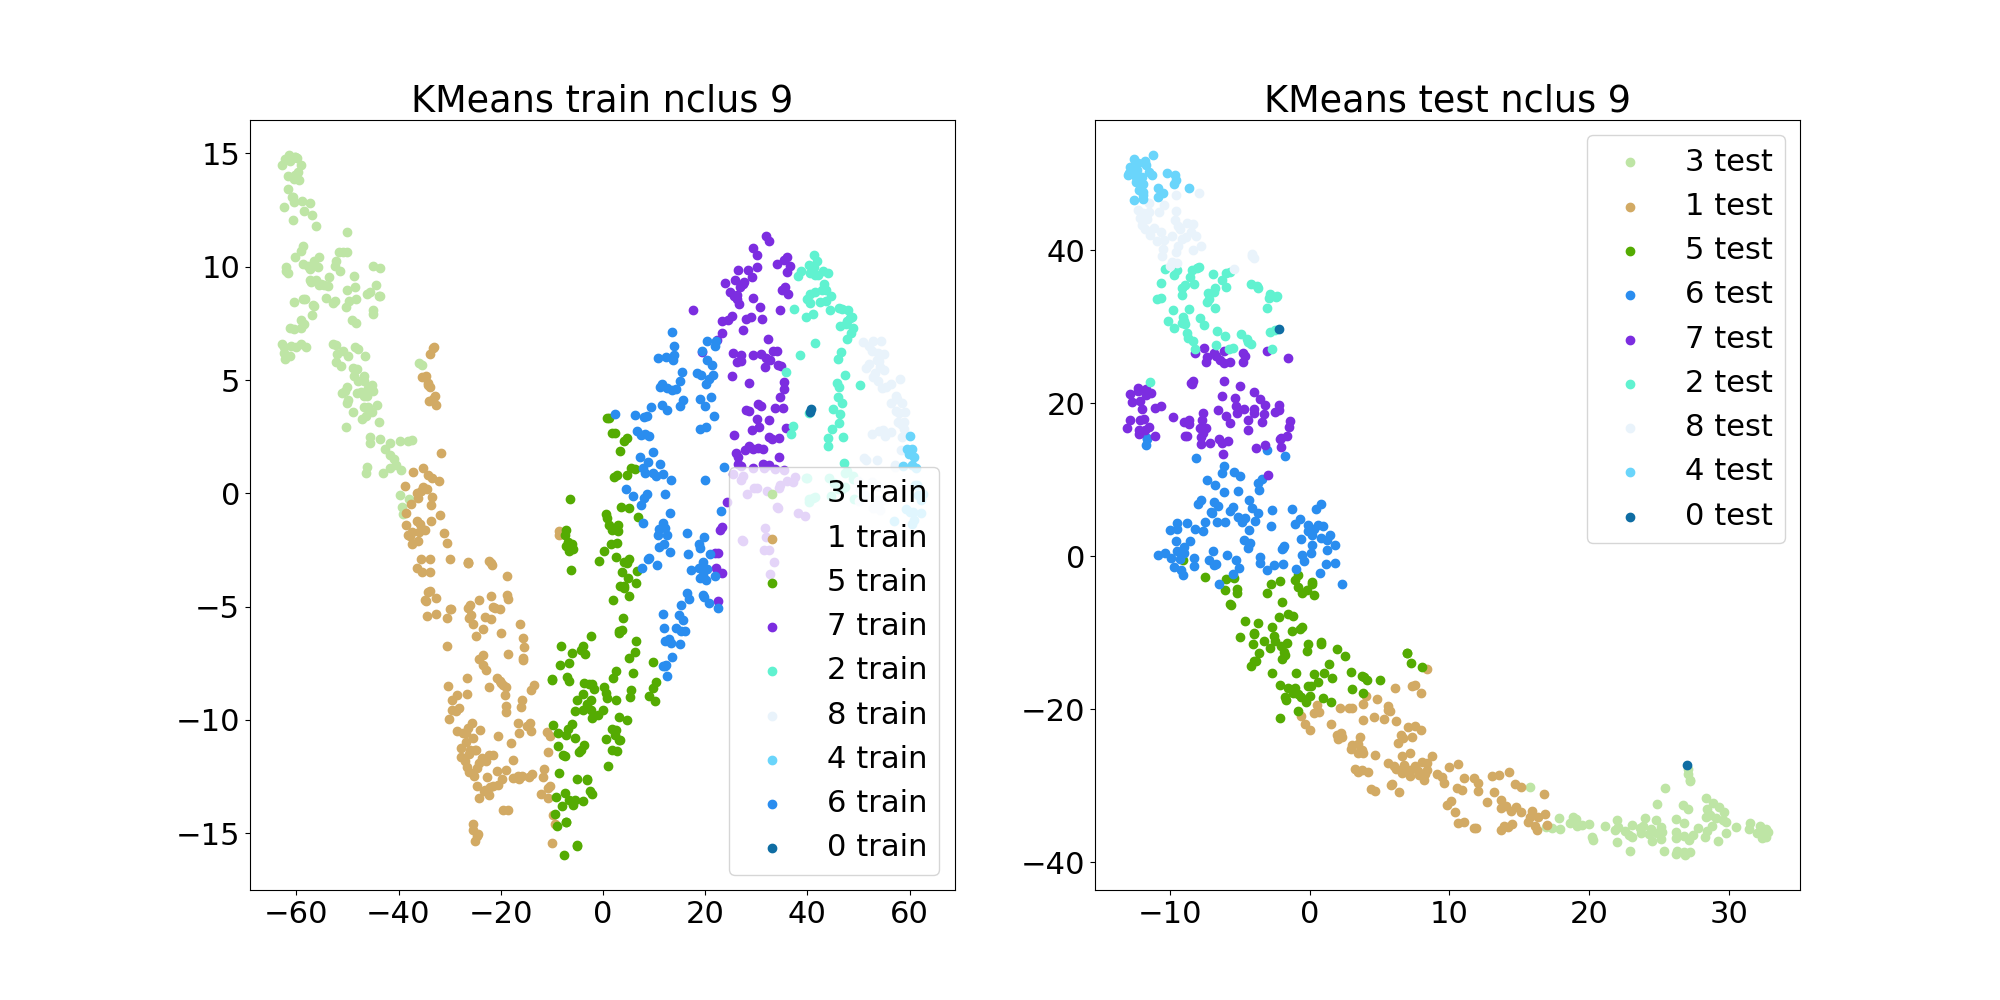 KMeans train nclus 9
15
10
5
0
−5
−10
−15
−60
−40
−20
0
20
40
60
3 train
1 train
5 train
7 train
2 train
8 train
4 train
6 train
0 train
KMeans test nclus 9
40
20
0
−20
−40
−10
0
10
20
30
3 test
1 test
5 test
6 test
7 test
2 test
8 test
4 test
0 test